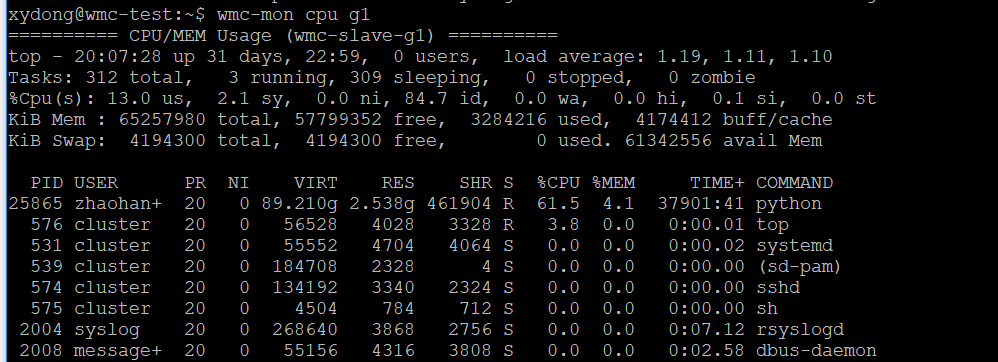 xydong@wmc-test:~$ wmc-mon cpu g1
========== CPU/MEM Usage (wmc-slave-g1) ==========
top - 20:07:28 up 31 days, 22:59,  0 users,  load average: 1.19, 1.11, 1.10
Tasks: 312 total,   3 running, 309 sleeping,   0 stopped,   0 zombie
%Cpu(s): 13.0 us,  2.1 sy,  0.0 ni, 84.7 id,  0.0 wa,  0.0 hi,  0.1 si,  0.0 st
KiB Mem : 65257980 total, 57799352 free,  3284216 used,  4174412 buff/cache
KiB Swap:  4194300 total,  4194300 free,        0 used. 61342556 avail Mem
  PID USER      PR  NI    VIRT    RES    SHR S  %CPU %MEM     TIME+ COMMAND
25865 zhaohan+  20   0 89.210g 2.538g 461904 R  61.5  4.1  37901:41 python
  576 cluster   20   0   56528   4028   3328 R   3.8  0.0   0:00.01 top
  531 cluster   20   0   55552   4704   4064 S   0.0  0.0   0:00.02 systemd
  539 cluster   20   0  184708   2328      4 S   0.0  0.0   0:00.00 (sd-pam)
  574 cluster   20   0  134192   3340   2324 S   0.0  0.0   0:00.00 sshd
  575 cluster   20   0    4504    784    712 S   0.0  0.0   0:00.00 sh
 2004 syslog    20   0  268640   3868   2756 S   0.0  0.0   0:07.12 rsyslogd
 2008 message+  20   0   55156   4316   3808 S   0.0  0.0   0:02.58 dbus-daemon